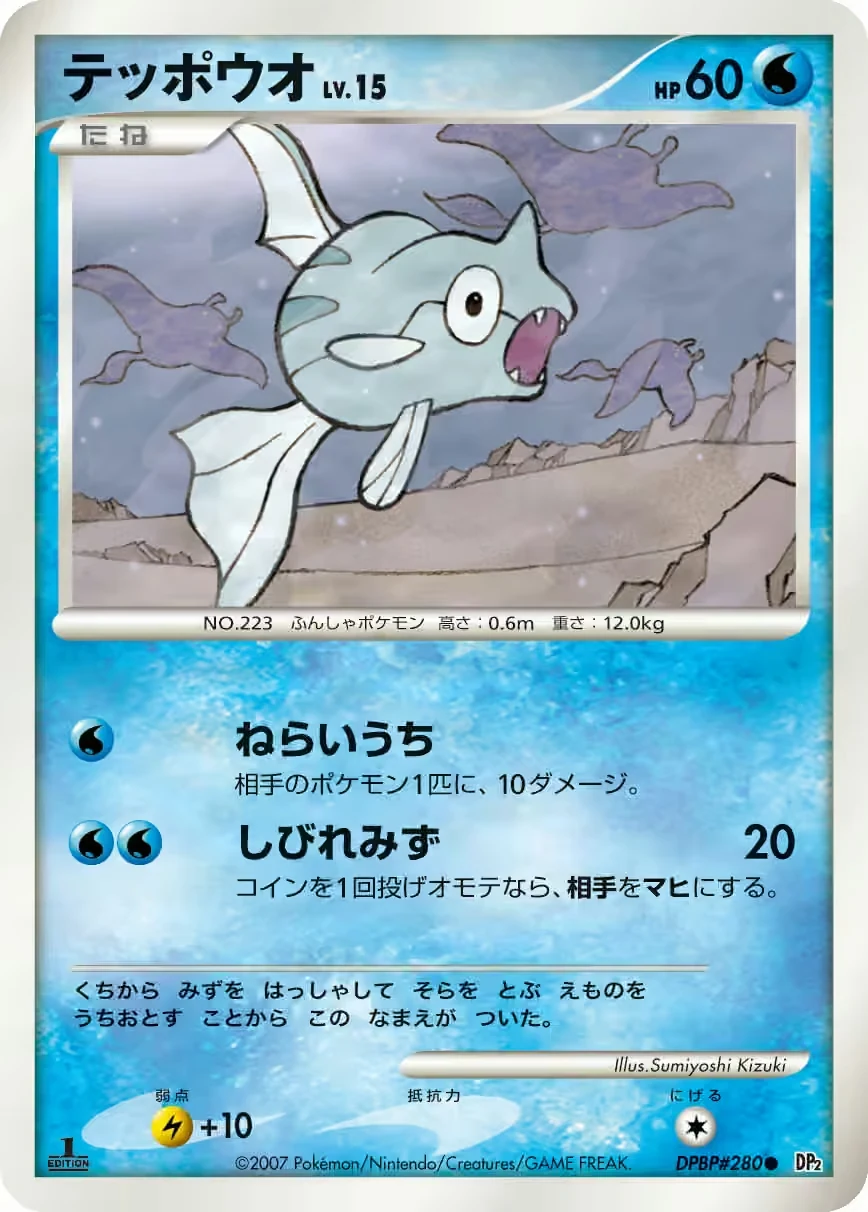 テッポウオ LV.15 HP60
たね
NO.223 ふんしゃポケモン 高さ:0.6m 重さ:12.0kg
ねらいうち
相手のポケモン1匹に、10ダメージ。
しびれみず 20
コインを1回投げオモテなら、相手をマヒにする。
くちから みずを はっしゃして そらを とぶ えものを
うちおとす ことから この なまえが ついた。
Illus.Sumiyoshi Kizuki
弱点 抵抗力 にげる
+10
1
EDITION
©2007 Pokémon/Nintendo/Creatures/GAME FREAK. DPBP#280● DP2